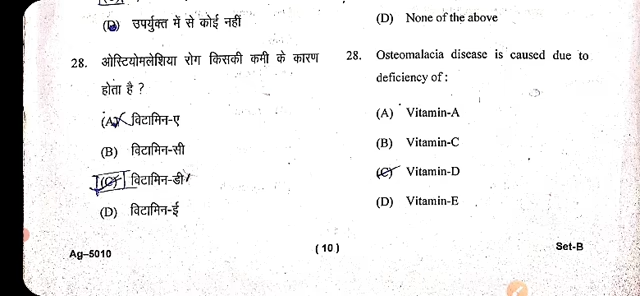 (D) उपर्युक्त में से कोई नहीं
28. ओस्टियोमलेशिया रोग किसकी कमी के कारण
होता है ?
(A) विटामिन-ए
(B) विटामिन-सी
(C) विटामिन-डी
(D) विटामिन-ई
(D) None of the above
28. Osteomalacia disease is caused due to
deficiency of :
(A) Vitamin-A
(B) Vitamin-C
(C) Vitamin-D
(D) Vitamin-E
Ag–5010
( 10 )
Set-B